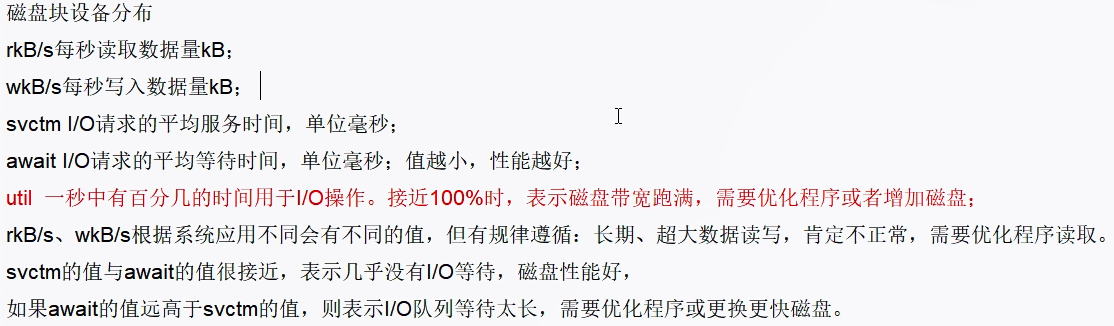 磁盘块设备分布
rkB/s每秒读取数据量kB；
wkB/s每秒写入数据量kB；
svctm I/O请求的平均服务时间，单位毫秒；
await I/O请求的平均等待时间，单位毫秒；值越小，性能越好；
util 一秒中有百分几的时间用于I/O操作。接近100%时，表示磁盘带宽跑满，需要优化程序或者增加磁盘；
rkB/s、wkB/s根据系统应用不同会有不同的值，但有规律遵循：长期、超大数据读写，肯定不正常，需要优化程序读取。
svctm的值与await的值很接近，表示几乎没有I/O等待，磁盘性能好，
如果await的值远高于svctm的值，则表示I/O队列等待太长，需要优化程序或更换更快磁盘。